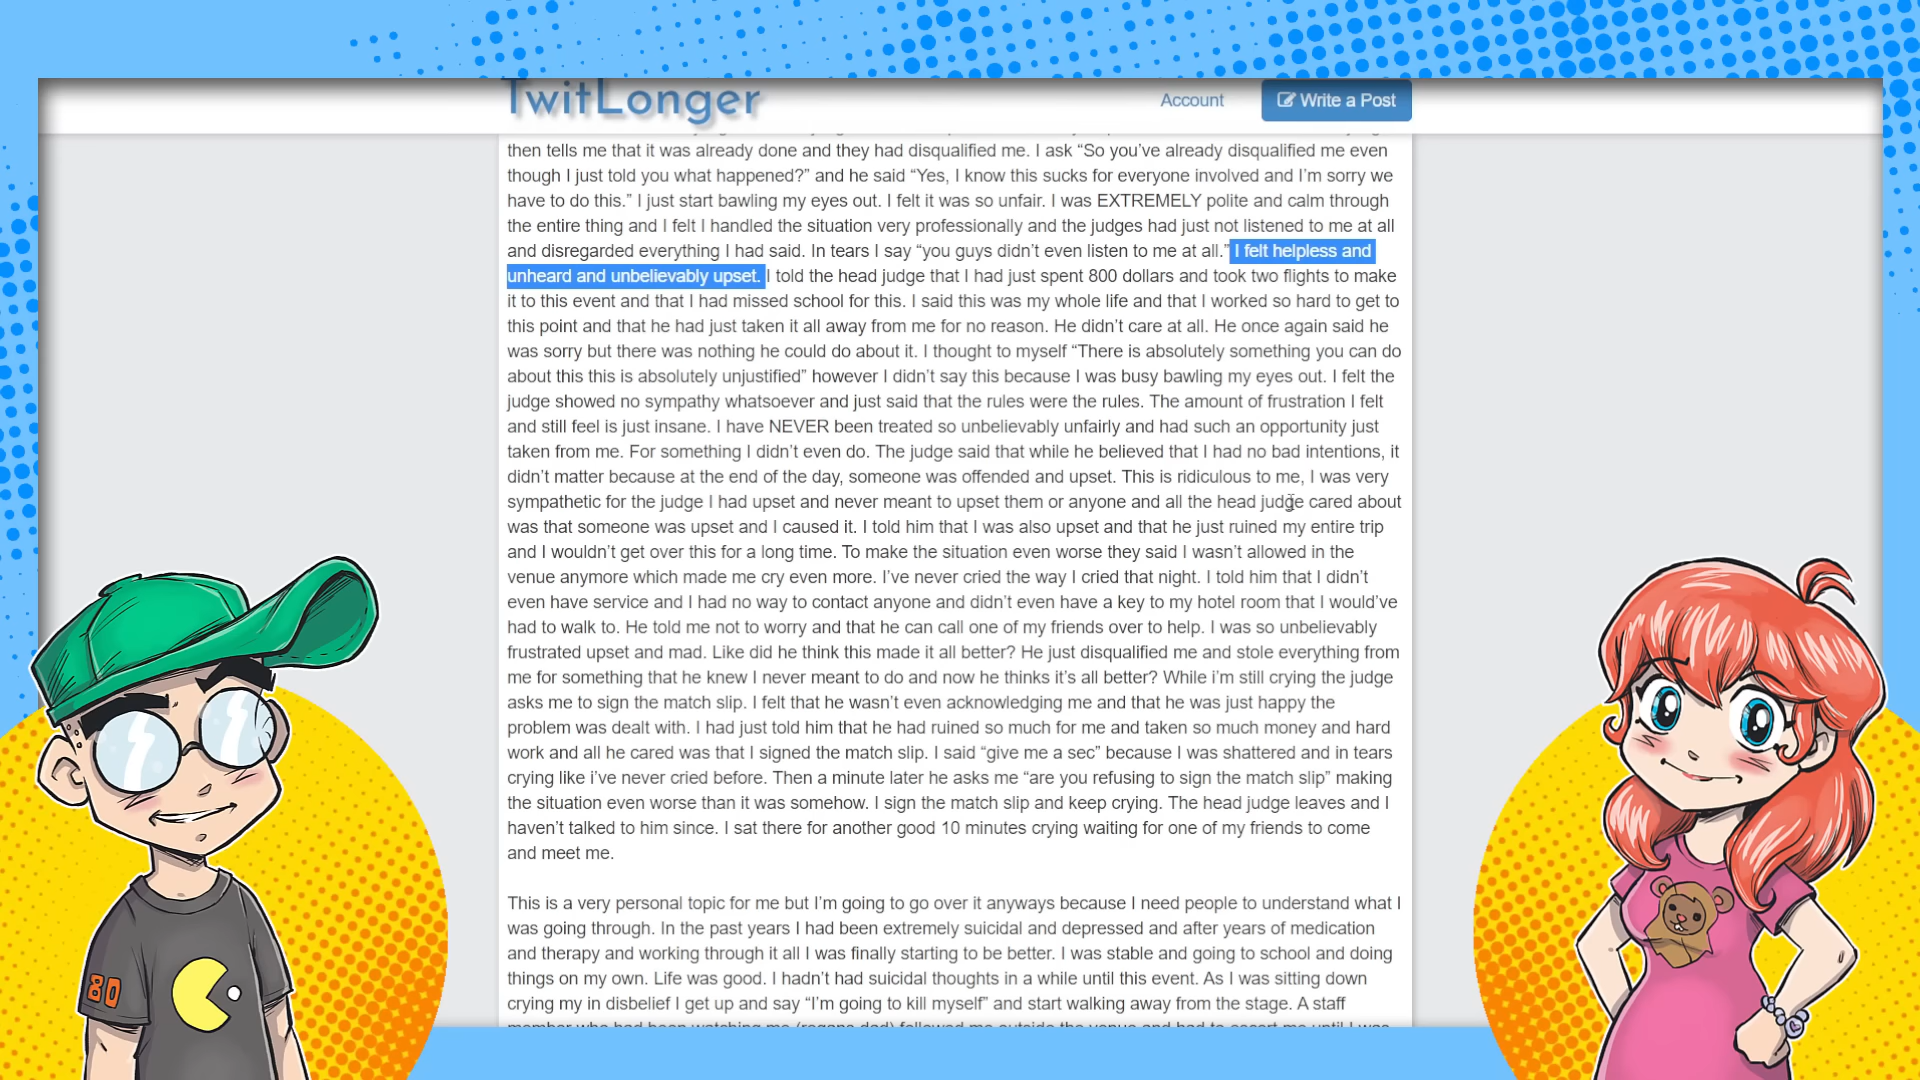 TwitLonger
Account
Write a Post
then tells me that it was already done and they had disqualified me. I ask “So you’ve already disqualified me even
though I just told you what happened?” and he said “Yes, I know this sucks for everyone involved and I’m sorry we
have to do this.” I just start bawling my eyes out. I felt it was so unfair. I was EXTREMELY polite and calm through
the entire thing and I felt I handled the situation very professionally and the judges had just not listened to me at all
and disregarded everything I had said. In tears I say “you guys didn’t even listen to me at all.” I felt helpless and
unheard and unbelievably upset. I told the head judge that I had just spent 800 dollars and took two flights to make
it to this event and that I had missed school for this. I said this was my whole life and that I worked so hard to get to
this point and that he had just taken it all away from me for no reason. He didn’t care at all. He once again said he
was sorry but there was nothing he could do about it. I thought to myself “There is absolutely something you can do
about this this is absolutely unjustified” however I didn’t say this because I was busy bawling my eyes out. I felt the
judge showed no sympathy whatsoever and just said that the rules were the rules. The amount of frustration I felt
and still feel is just insane. I have NEVER been treated so unbelievably unfairly and had such an opportunity just
taken from me. For something I didn’t even do. The judge said that while he believed that I had no bad intentions, it
didn’t matter because at the end of the day, someone was offended and upset. This is ridiculous to me, I was very
sympathetic for the judge I had upset and never meant to upset them or anyone and all the head judge cared about
was that someone was upset and I caused it. I told him that I was also upset and that he just ruined my entire trip
and I wouldn’t get over this for a long time. To make the situation even worse they said I wasn’t allowed in the
venue anymore which made me cry even more. I’ve never cried the way I cried that night. I told him that I didn’t
even have service and I had no way to contact anyone and didn’t even have a key to my hotel room that I would’ve
had to walk to. He told me not to worry and that he can call one of my friends over to help. I was so unbelievably
frustrated upset and mad. Like did he think this made it all better? He just disqualified me and stole everything from
me for something that he knew I never meant to do and now he thinks it’s all better? While i’m still crying the judge
asks me to sign the match slip. I felt that he wasn’t even acknowledging me and that he was just happy the
problem was dealt with. I had just told him that he had ruined so much for me and taken so much money and hard
work and all he cared was that I signed the match slip. I said “give me a sec” because I was shattered and in tears
crying like i’ve never cried before. Then a minute later he asks me “are you refusing to sign the match slip” making
the situation even worse than it was somehow. I sign the match slip and keep crying. The head judge leaves and I
haven’t talked to him since. I sat there for another good 10 minutes crying waiting for one of my friends to come
and meet me.
This is a very personal topic for me but I’m going to go over it anyways because I need people to understand what I
was going through. In the past years I had been extremely suicidal and depressed and after years of medication
and therapy and working through it all I was finally starting to be better. I was stable and going to school and doing
things on my own. Life was good. I hadn’t had suicidal thoughts in a while until this event. As I was sitting down
crying my in disbelief I get up and say “I’m going to kill myself” and start walking away from the stage. A staff
member who had been watching me (regans dad) followed me outside the venue and had to escort me until I was
80